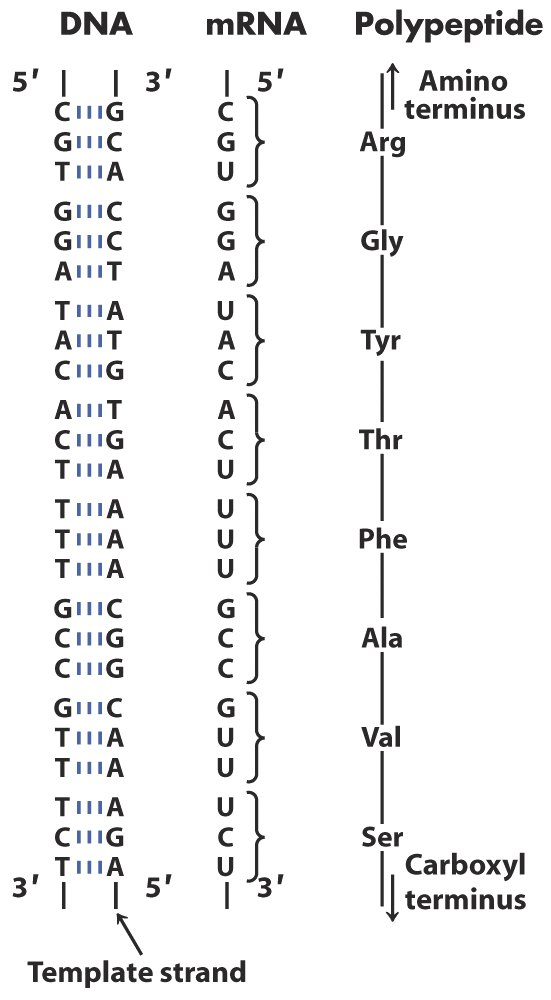 DNA mRNA Polypeptide
5′ 3′ 5′ Amino
C G C terminus
G C G Arg
T A U
G C G
G C G Gly
A T A
T A U
A T A Tyr
C G C
A T A
C G C Thr
T A U
T A U
T A U Phe
T A U
G C G
C G C Ala
C G C
G C G
T A U Val
T A U
T A U
C G C Ser
T A U Carboxyl
3′ 5′ 3′ terminus
Template strand